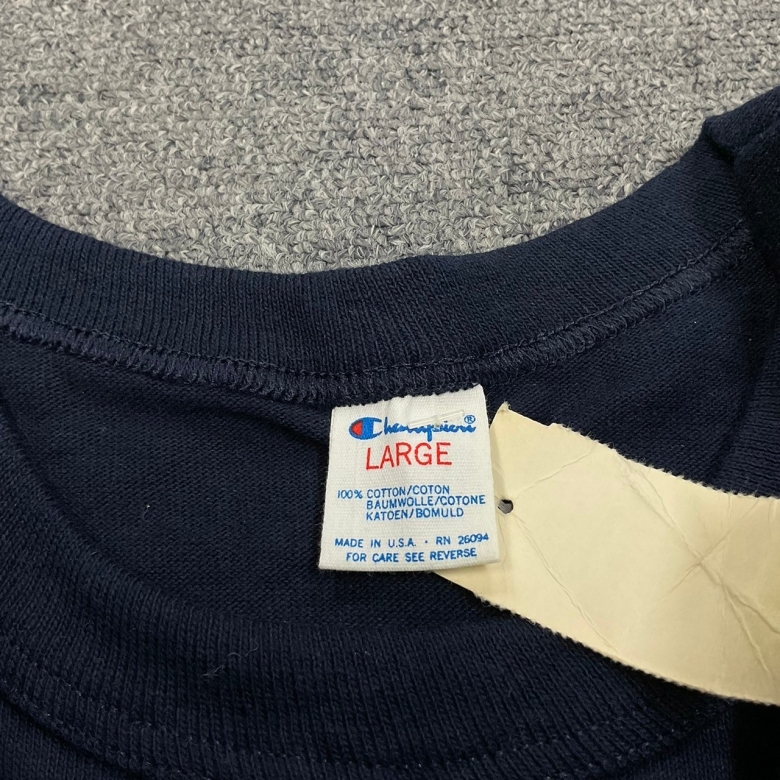 Champion®
LARGE
100% COTTON/COTON
BAUMWOLLE/COTONE
KATOEN/BOMULD
MADE IN U.S.A. · RN 26094
FOR CARE SEE REVERSE